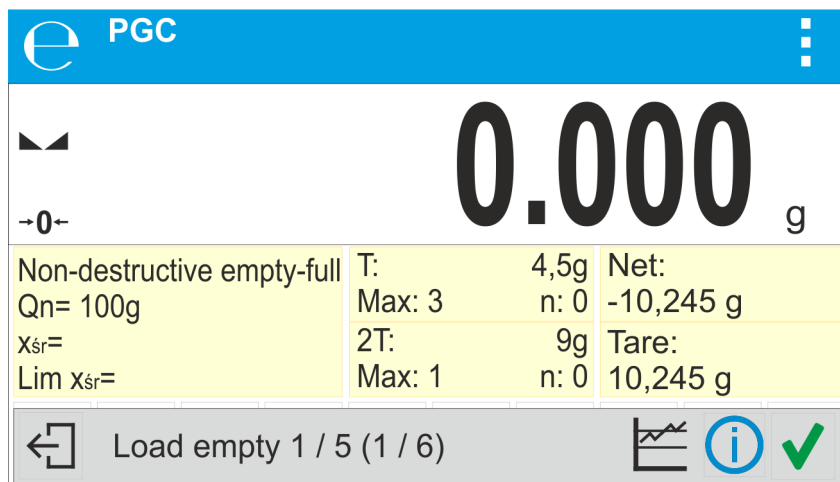 ℮ PGC
0.000 g
→0←
Non-destructive empty-full
Qn= 100g
xśr=
Lim xśr=
T: 4,5g
Max: 3 n: 0
2T: 9g
Max: 1 n: 0
Net:
-10,245 g
Tare:
10,245 g
Load empty 1 / 5 (1 / 6)
i